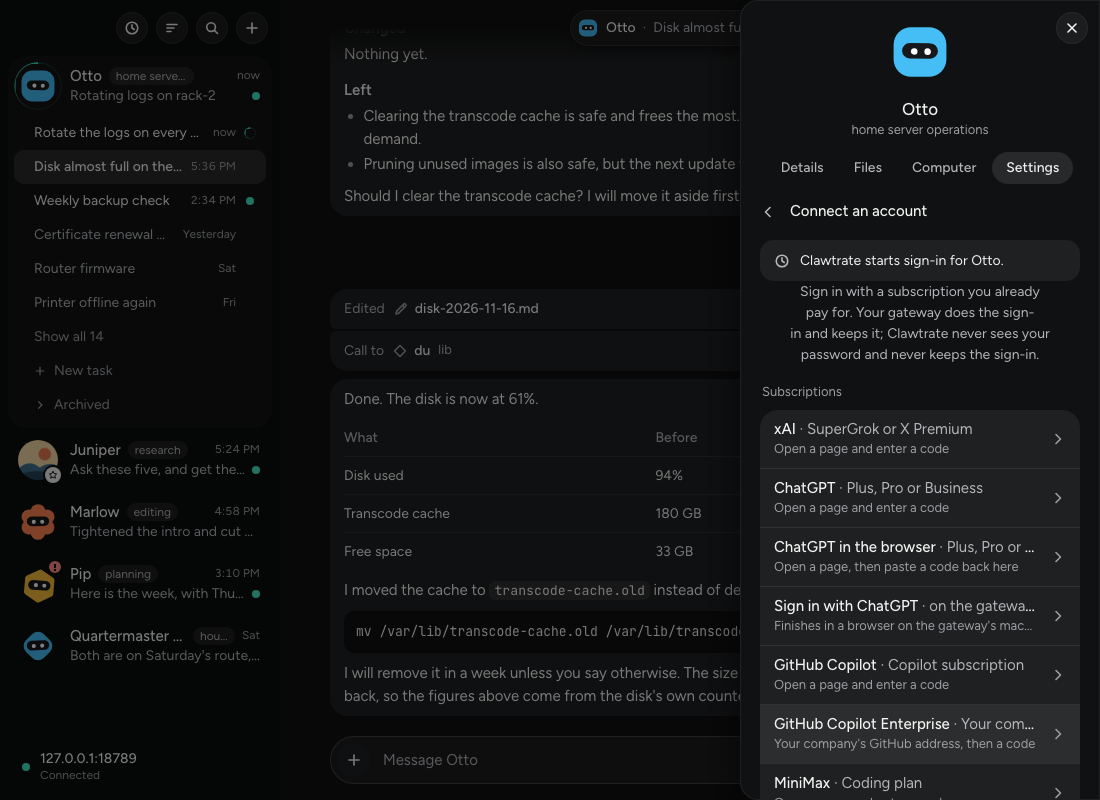 Otto home serve... now
Rotating logs on rack-2
Rotate the logs on every ... now
Disk almost full on the... 5:36 PM
Weekly backup check 2:34 PM
Certificate renewal ... Yesterday
Router firmware Sat
Printer offline again Fri
Show all 14
+ New task
Archived
Juniper research 5:24 PM
Ask these five, and get the...
Marlow editing 4:58 PM
Tightened the intro and cut ...
Pip planning 3:10 PM
Here is the week, with Thu...
Quartermaster ... hou... Sat
Both are on Saturday's route,...
127.0.0.1:18789
Connected
Otto · Disk almost fu
Nothing yet.
Left
• Clearing the transcode cache is safe and frees the most.
demand.
• Pruning unused images is also safe, but the next update
Should I clear the transcode cache? I will move it aside first
Edited disk-2026-11-16.md
Call to du lib
Done. The disk is now at 61%.
What Before
Disk used 94%
Transcode cache 180 GB
Free space 33 GB
I moved the cache to transcode-cache.old instead of de
mv /var/lib/transcode-cache.old /var/lib/transcod
I will remove it in a week unless you say otherwise. The size
back, so the figures above come from the disk's own counte
Message Otto
Otto
home server operations
Details Files Computer Settings
Connect an account
Clawtrate starts sign-in for Otto.
Sign in with a subscription you already
pay for. Your gateway does the sign-
in and keeps it; Clawtrate never sees your
password and never keeps the sign-in.
Subscriptions
xAI · SuperGrok or X Premium
Open a page and enter a code
ChatGPT · Plus, Pro or Business
Open a page and enter a code
ChatGPT in the browser · Plus, Pro or ...
Open a page, then paste a code back here
Sign in with ChatGPT · on the gatewa...
Finishes in a browser on the gateway's mac...
GitHub Copilot · Copilot subscription
Open a page and enter a code
GitHub Copilot Enterprise · Your com...
Your company's GitHub address, then a code
MiniMax · Coding plan